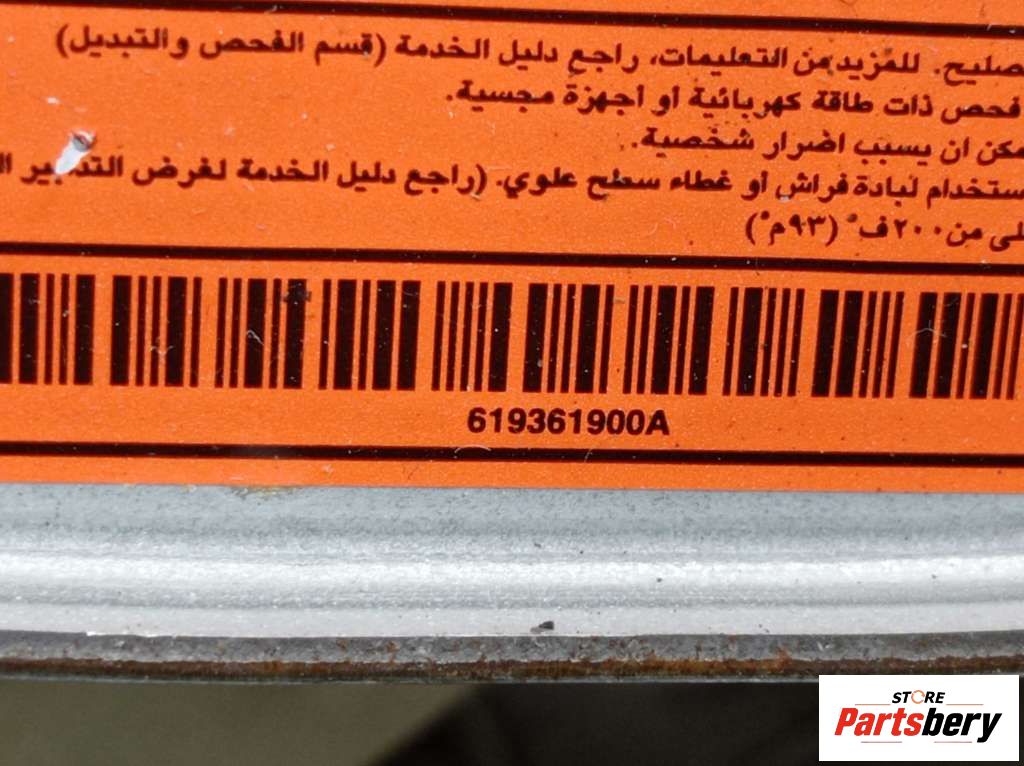 صليح. للمزيد من التعليمات، راجع دليل الخدمة (قسم الفحص والتبديل)
فحص ذات طاقة كهربائية أو أجهزة مجسية.
مكن ان يسبب اضرار شخصية.
ستخدام لبادة فراش أو غطاء سطح علوي. (راجع دليل الخدمة لغرض التدبير ال
لى من ٢٠٠ف° (٩٣م°)
619361900A
STORE
Partsbery